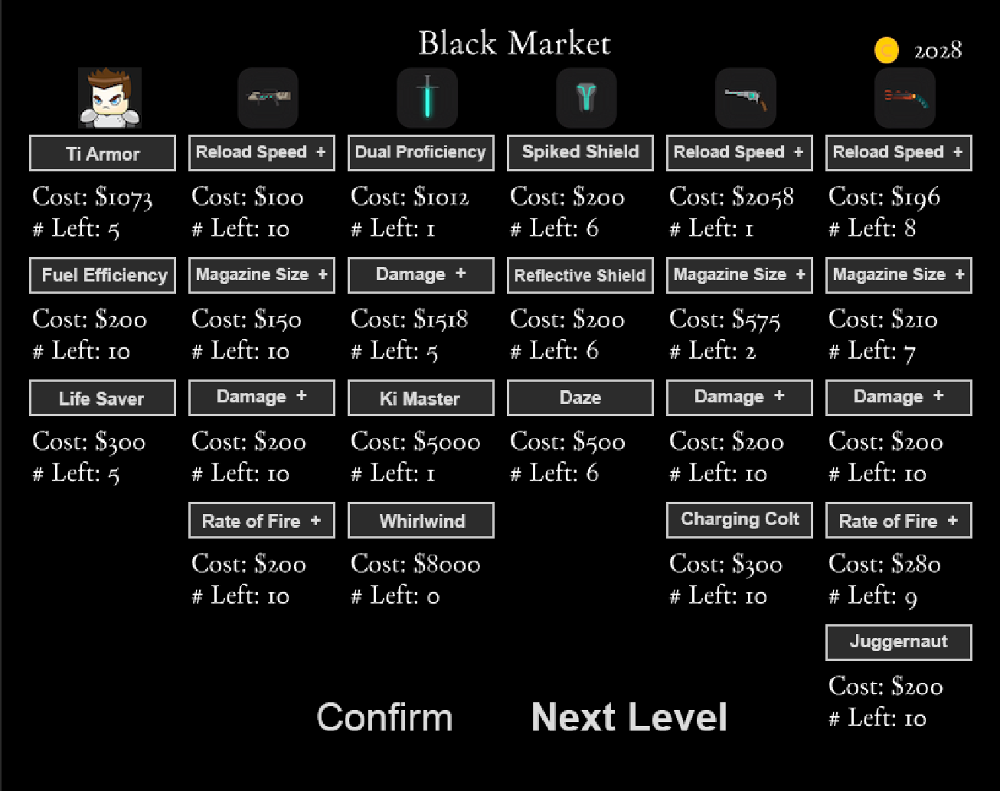 Black Market
C 2028
Ti Armor
Cost: $1073
# Left: 5
Fuel Efficiency
Cost: $200
# Left: 10
Life Saver
Cost: $300
# Left: 5
Reload Speed +
Cost: $100
# Left: 10
Magazine Size +
Cost: $150
# Left: 10
Damage +
Cost: $200
# Left: 10
Rate of Fire +
Cost: $200
# Left: 10
Dual Proficiency
Cost: $1012
# Left: 1
Damage +
Cost: $1518
# Left: 5
Ki Master
Cost: $5000
# Left: 1
Whirlwind
Cost: $8000
# Left: 0
Spiked Shield
Cost: $200
# Left: 6
Reflective Shield
Cost: $200
# Left: 6
Daze
Cost: $500
# Left: 6
Reload Speed +
Cost: $2058
# Left: 1
Magazine Size +
Cost: $575
# Left: 2
Damage +
Cost: $200
# Left: 10
Charging Colt
Cost: $300
# Left: 10
Reload Speed +
Cost: $196
# Left: 8
Magazine Size +
Cost: $210
# Left: 7
Damage +
Cost: $200
# Left: 10
Rate of Fire +
Cost: $280
# Left: 9
Juggernaut
Cost: $200
# Left: 10
Confirm
Next Level